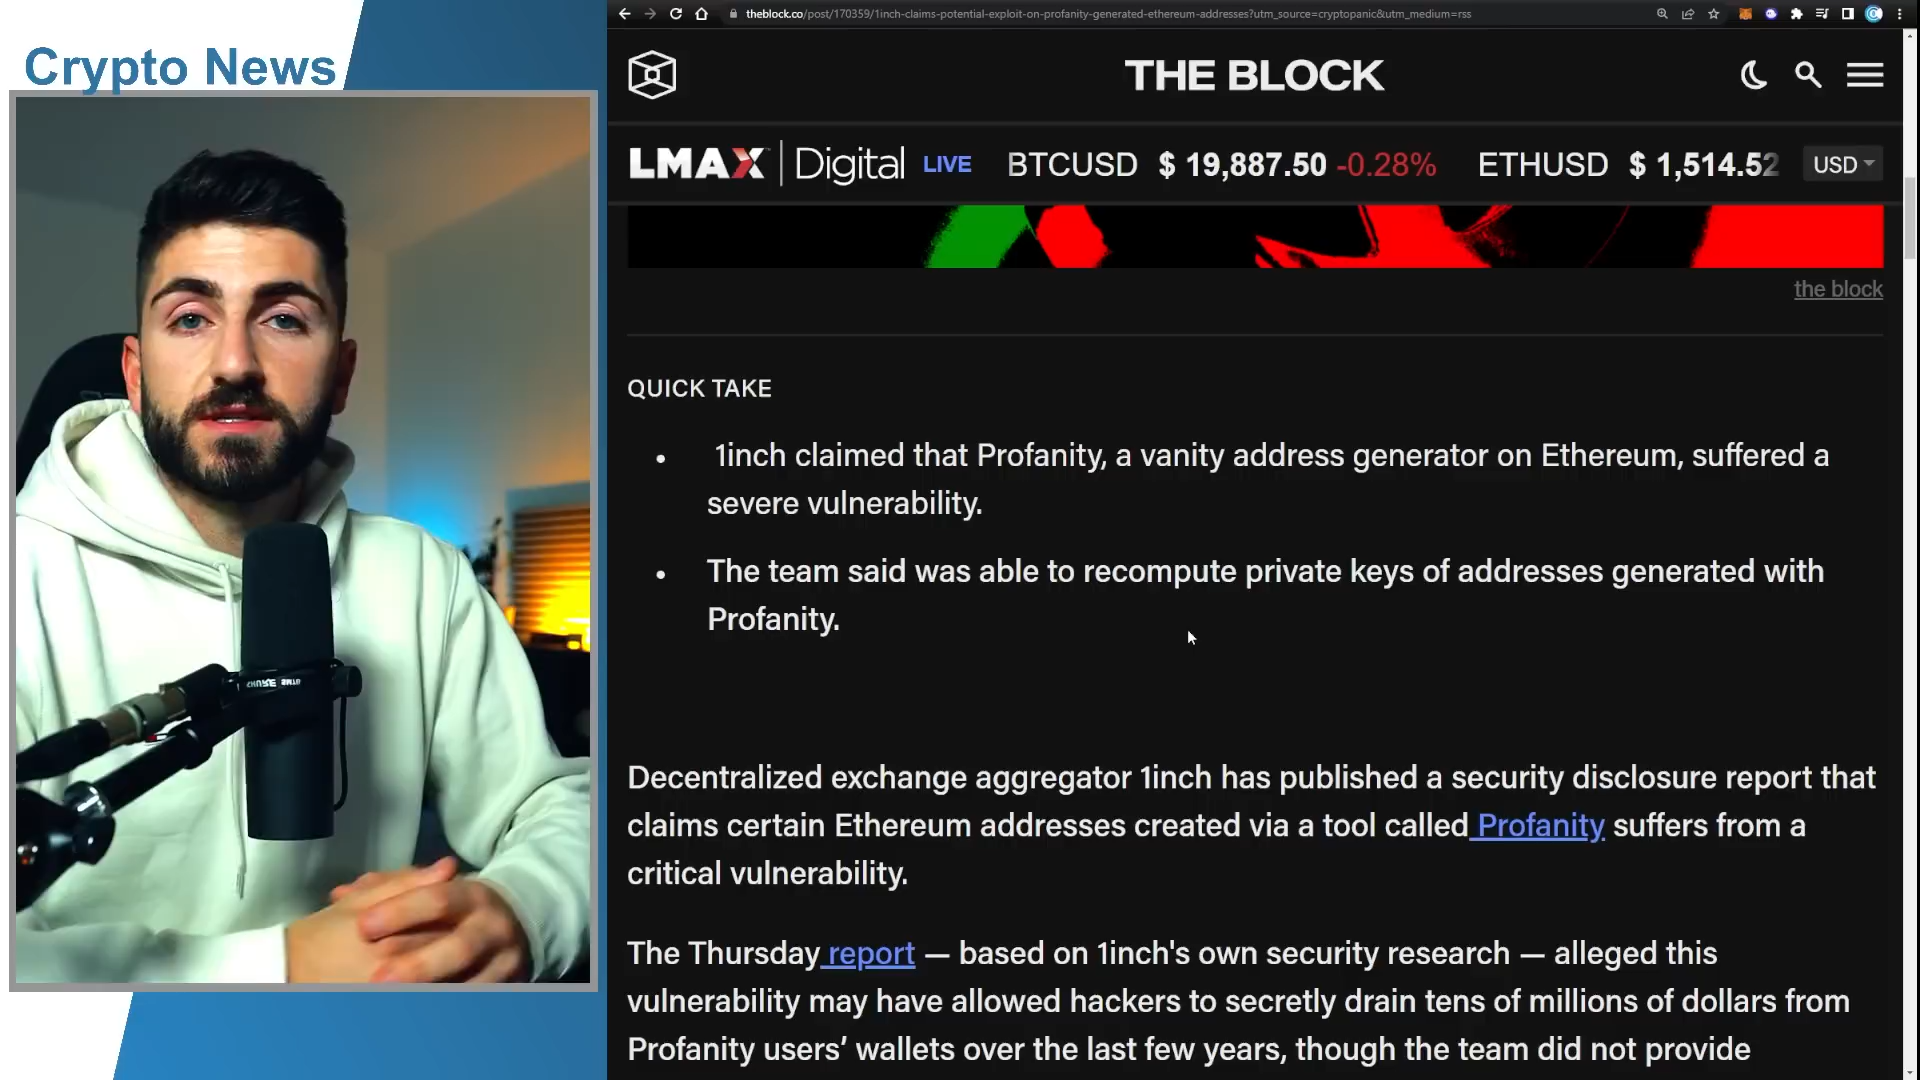 Crypto News
theblock.co/post/170359/1inch-claims-potential-exploit-on-profanity-generated-ethereum-addresses?utm_source=cryptopanic&utm_medium=rss
THE BLOCK
LMAX Digital LIVE BTCUSD $ 19,887.50 -0.28% ETHUSD $ 1,514.52 USD
the block
QUICK TAKE
• 1inch claimed that Profanity, a vanity address generator on Ethereum, suffered a
severe vulnerability.
• The team said was able to recompute private keys of addresses generated with
Profanity.
Decentralized exchange aggregator 1inch has published a security disclosure report that
claims certain Ethereum addresses created via a tool called Profanity suffers from a
critical vulnerability.
The Thursday report — based on 1inch's own security research — alleged this
vulnerability may have allowed hackers to secretly drain tens of millions of dollars from
Profanity users’ wallets over the last few years, though the team did not provide
SHURE SM7B